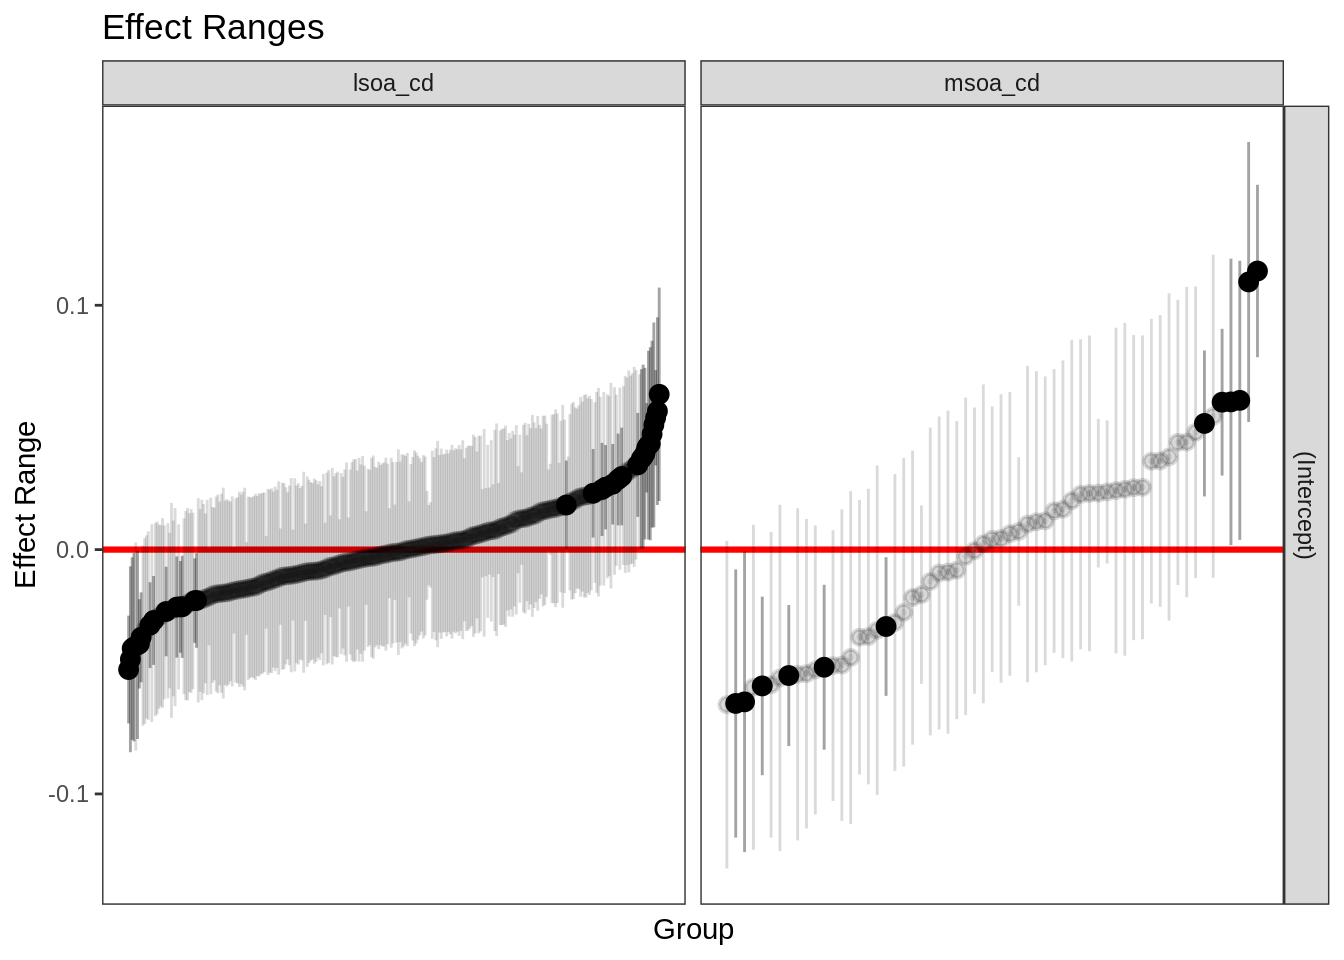 Effect Ranges
lsoa_cd
msoa_cd
0.1
0.0
-0.1
Effect Range
(Intercept)
Group